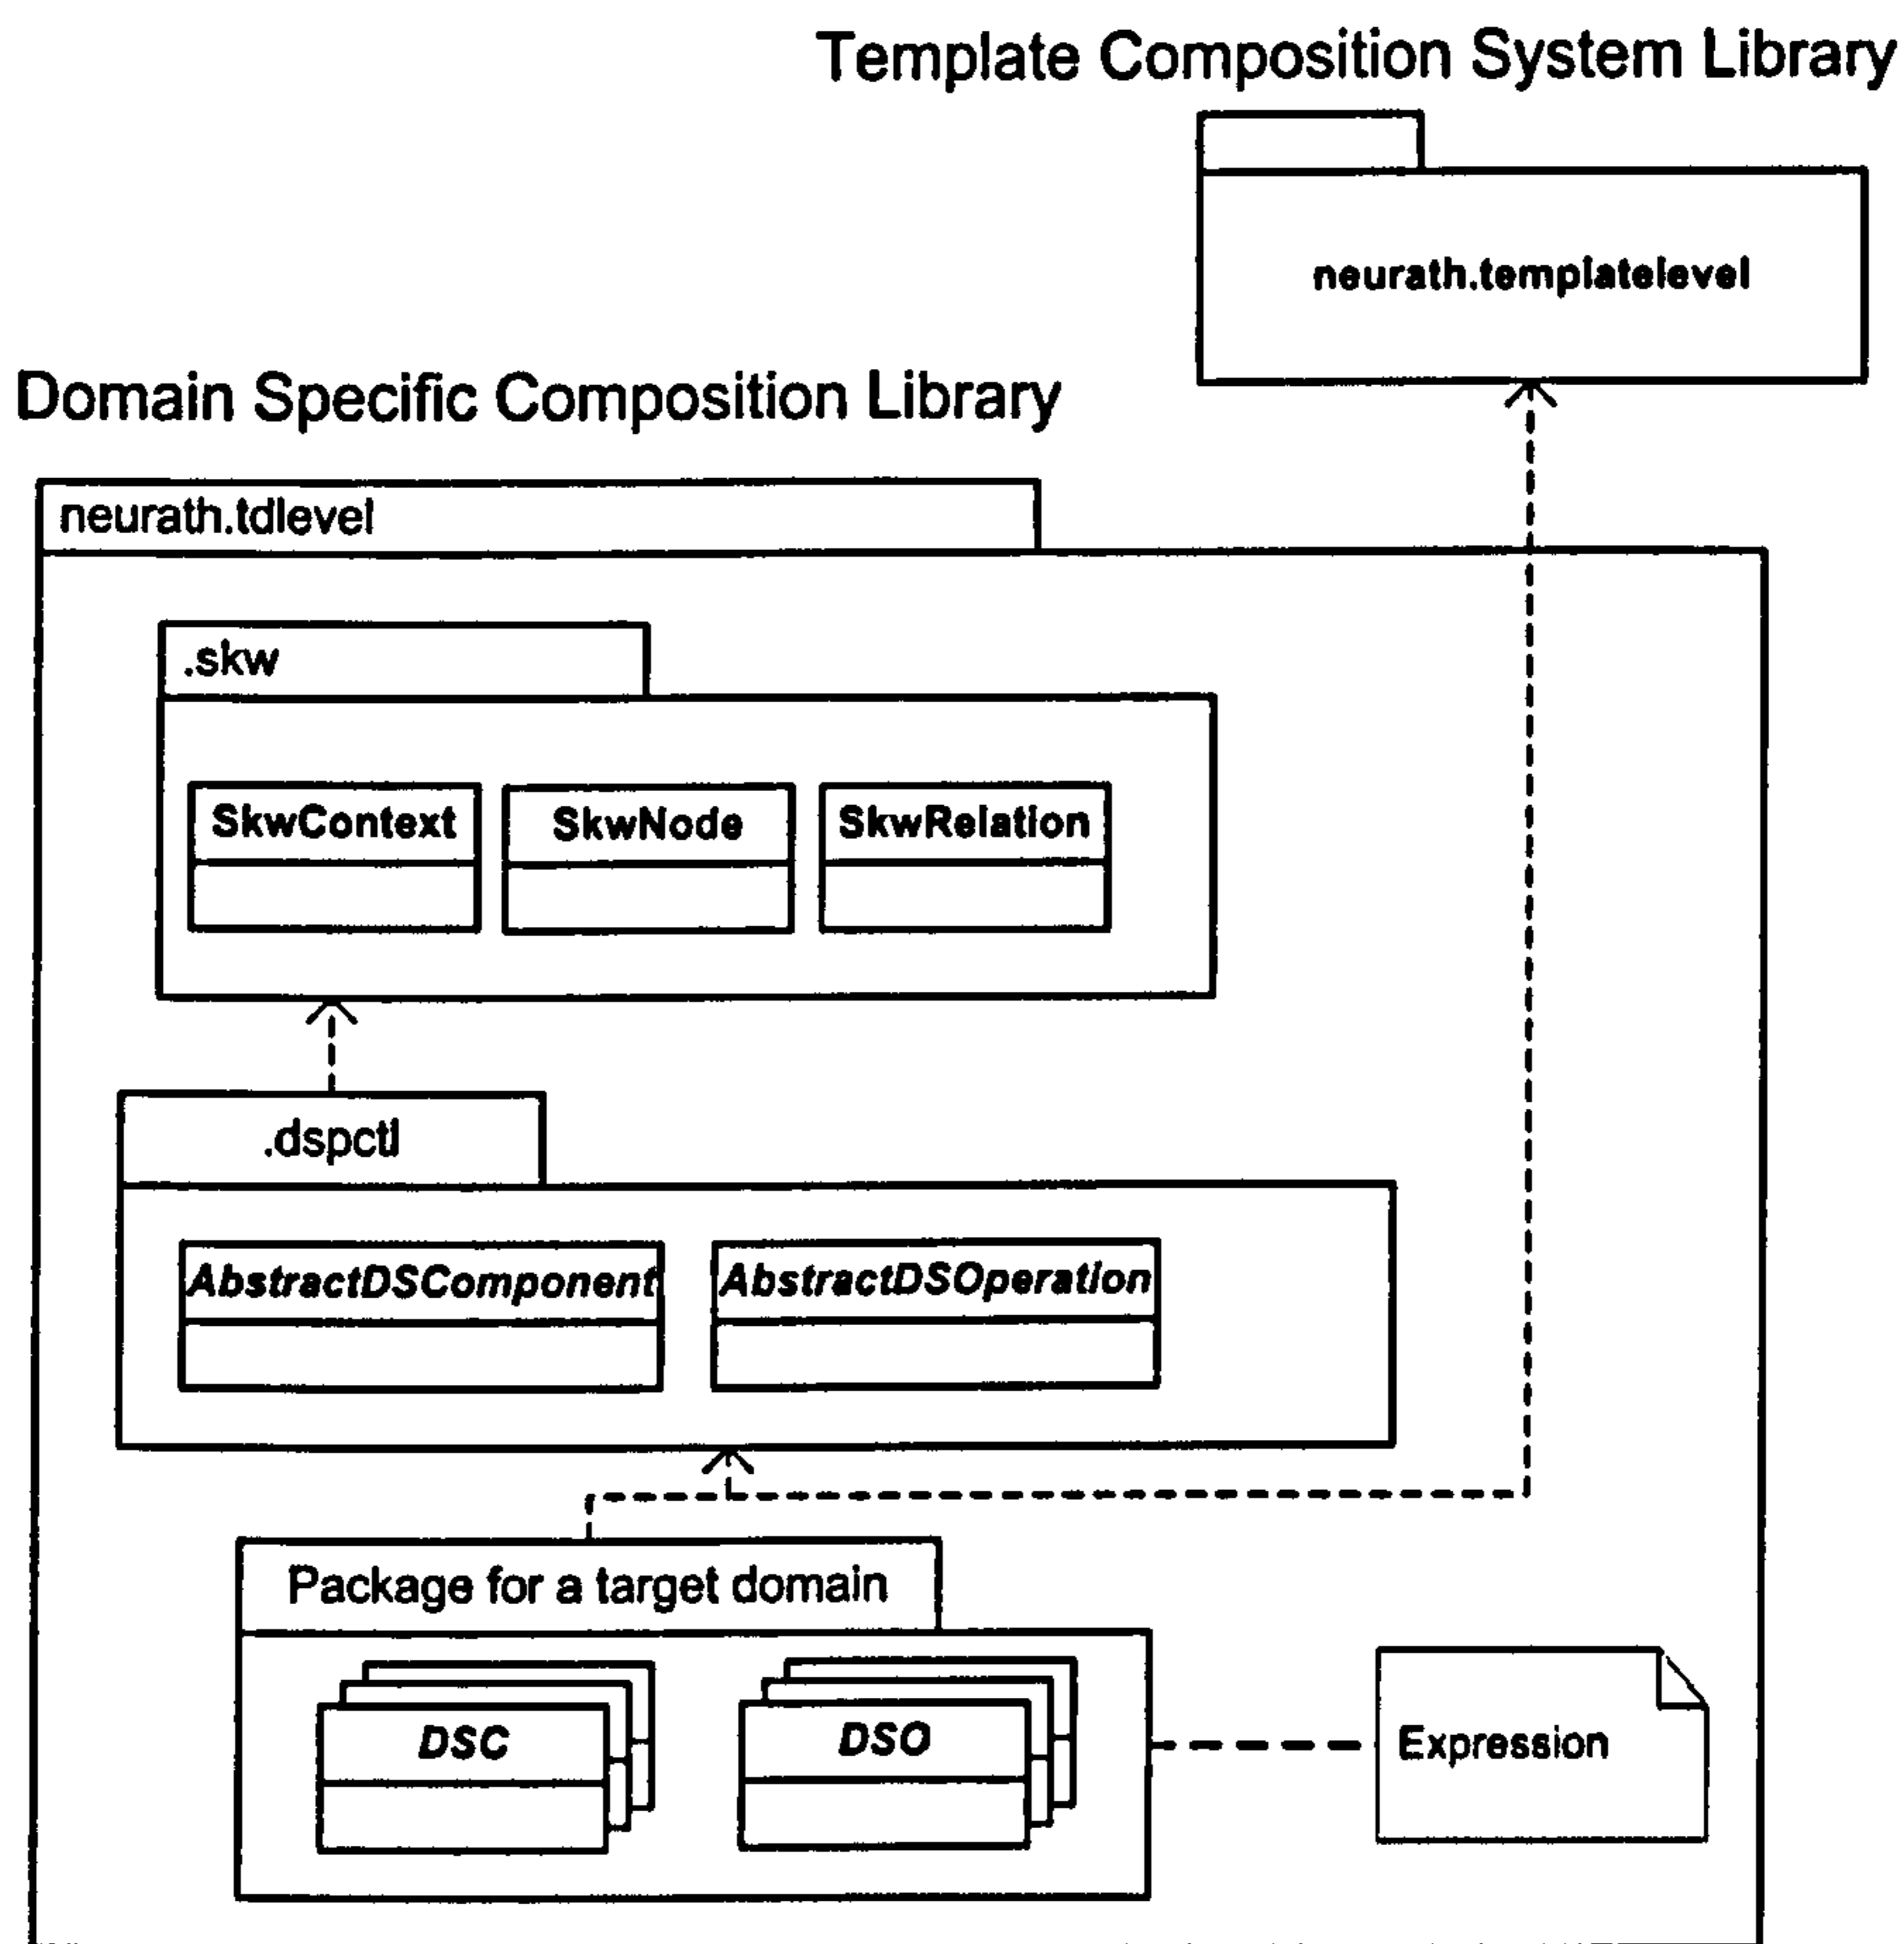 Template Composition System Library
neurath.templatelevel
Domain Specific Composition Library
neurath.tdlevel
.skw
SkwContext
SkwNode
SkwRelation
.dspctl
AbstractDSComponent
AbstractDSOperation
Package for a target domain
DSC
DSO
Expression